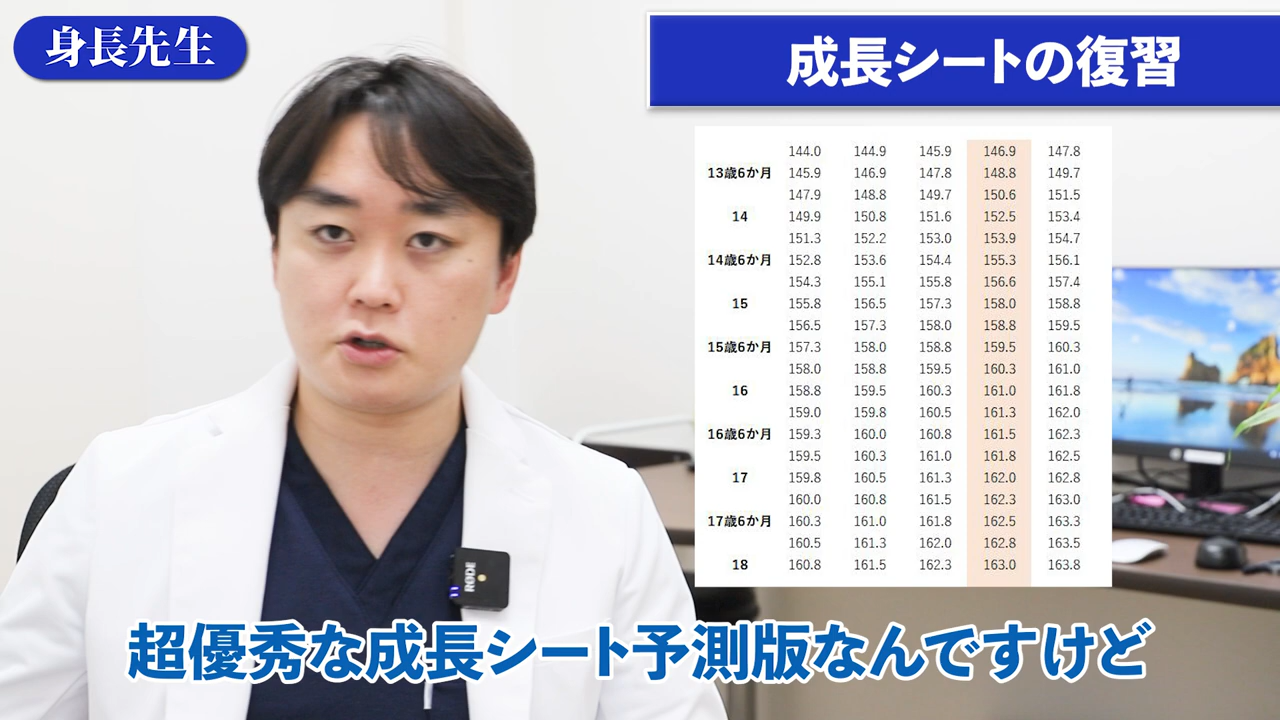 身長先生
成長シートの復習
144.0 144.9 145.9 146.9 147.8
13歳6か月 145.9 146.9 147.8 148.8 149.7
147.9 148.8 149.7 150.6 151.5
14 149.9 150.8 151.6 152.5 153.4
151.3 152.2 153.0 153.9 154.7
14歳6か月 152.8 153.6 154.4 155.3 156.1
154.3 155.1 155.8 156.6 157.4
15 155.8 156.5 157.3 158.0 158.8
156.5 157.3 158.0 158.8 159.5
15歳6か月 157.3 158.0 158.8 159.5 160.3
158.0 158.8 159.5 160.3 161.0
16 158.8 159.5 160.3 161.0 161.8
159.0 159.8 160.5 161.3 162.0
16歳6か月 159.3 160.0 160.8 161.5 162.3
159.5 160.3 161.0 161.8 162.5
17 159.8 160.5 161.3 162.0 162.8
160.0 160.8 161.5 162.3 163.0
17歳6か月 160.3 161.0 161.8 162.5 163.3
160.5 161.3 162.0 162.8 163.5
18 160.8 161.5 162.3 163.0 163.8
RØDE
超優秀な成長シート予測版なんですけど